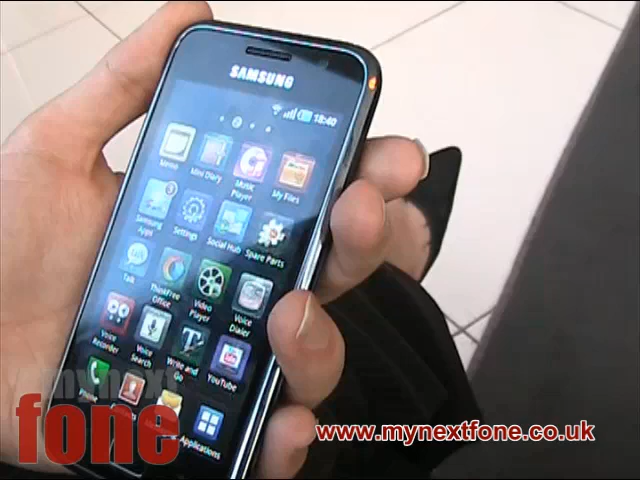 SAMSUNG
18:40
Memo
Mini Diary
Music Player
My Files
Samsung Apps
Settings
Social Hub
Spare Parts
Talk
ThinkFree Office
Video Player
Voice Dialer
Voice Recorder
Voice Search
Write and Go
YouTube
Phone
Applications
mynext
fone
www.mynextfone.co.uk